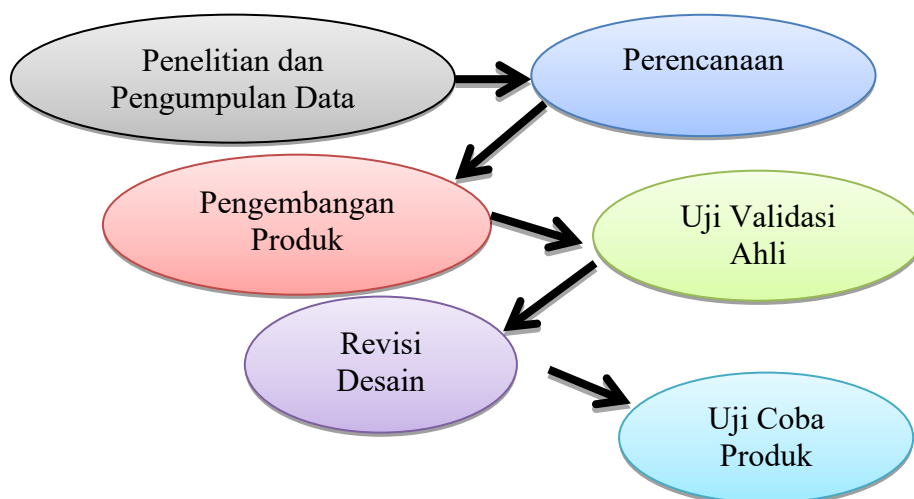 Penelitian dan
Pengumpulan Data
Perencanaan
Pengembangan
Produk
Uji Validasi
Ahli
Revisi
Desain
Uji Coba
Produk